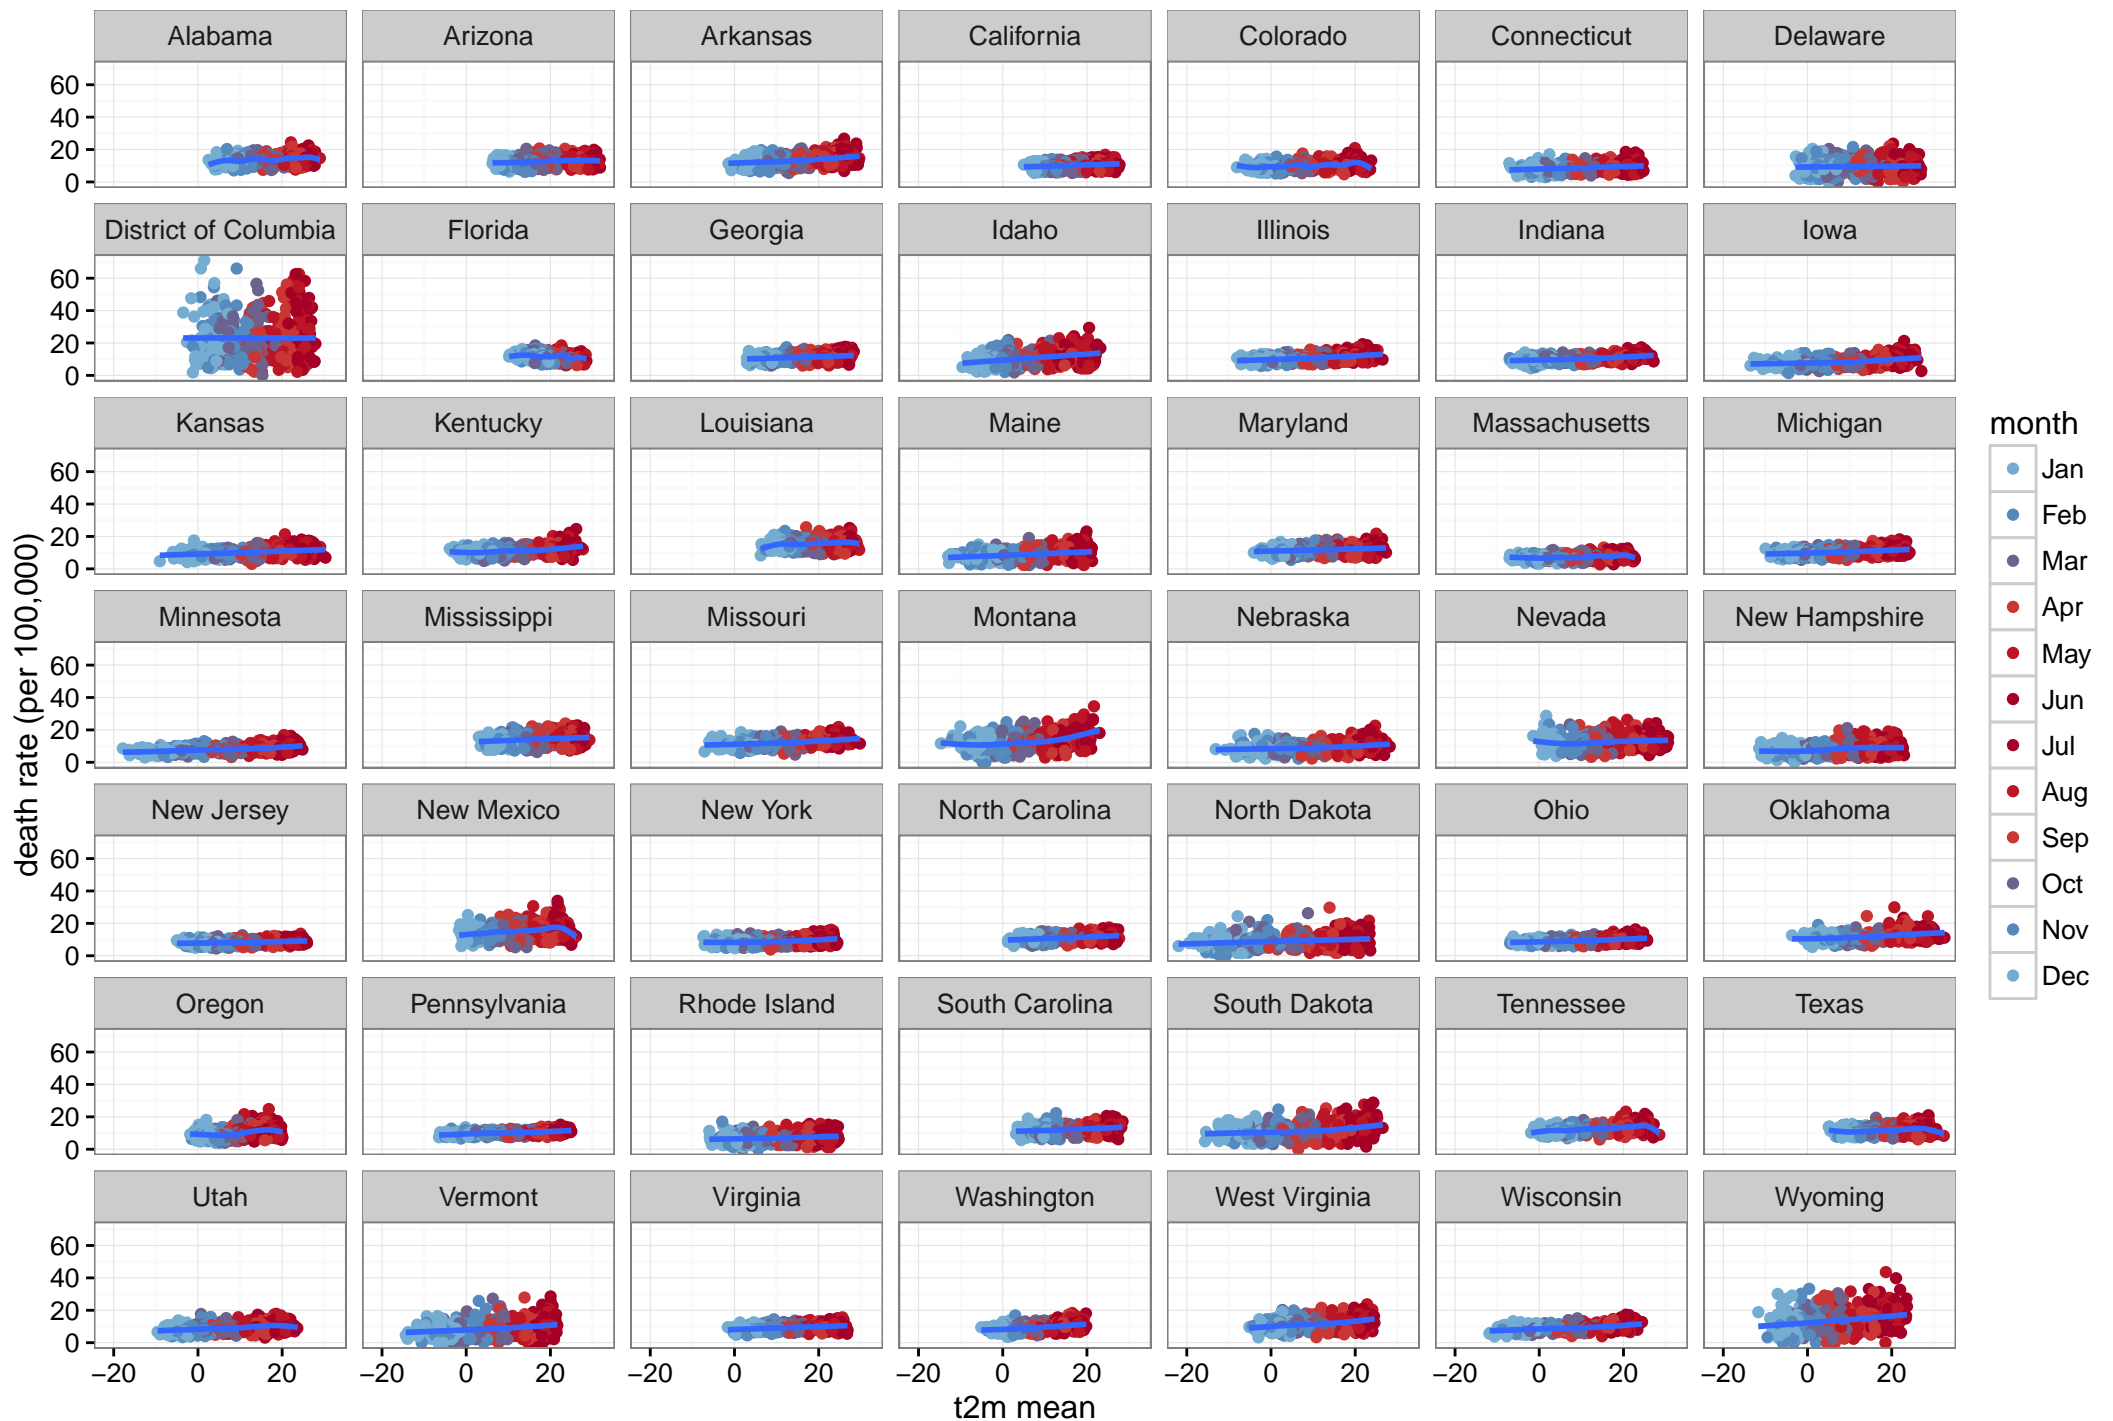 Alabama Arizona Arkansas California Colorado Connecticut Delaware
60
40
20
0
District of Columbia Florida Georgia Idaho Illinois Indiana Iowa
60
40
20
0
Kansas Kentucky Louisiana Maine Maryland Massachusetts Michigan
60
40
20
0
Minnesota Mississippi Missouri Montana Nebraska Nevada New Hampshire
60
40
20
0
New Jersey New Mexico New York North Carolina North Dakota Ohio Oklahoma
60
40
20
0
Oregon Pennsylvania Rhode Island South Carolina South Dakota Tennessee Texas
60
40
20
0
Utah Vermont Virginia Washington West Virginia Wisconsin Wyoming
60
40
20
0
−20 0 20 −20 0 20 −20 0 20 −20 0 20 −20 0 20 −20 0 20 −20 0 20
t2m mean
death rate (per 100,000)
month
Jan
Feb
Mar
Apr
May
Jun
Jul
Aug
Sep
Oct
Nov
Dec